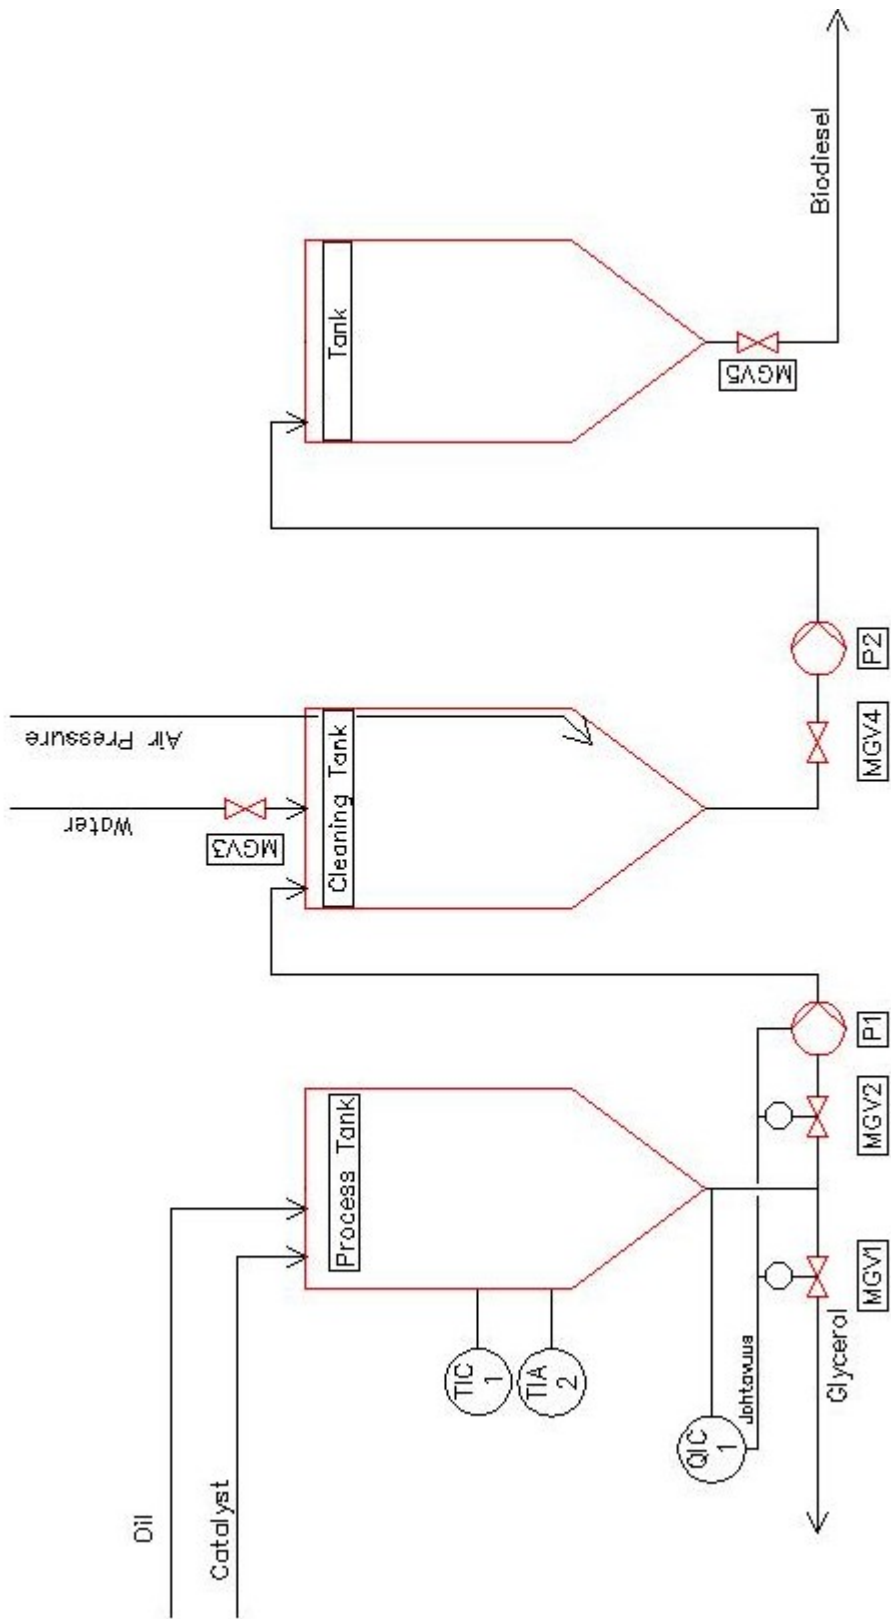 Oil
Catalyst
Process Tank
TIC
1
TIA
2
QIC
1
Johtavuus
Glycerol
MGV1
MGV2
P1
Water
MGV3
Air Pressure
Cleaning Tank
MGV4
P2
Tank
MGV5
Biodiesel